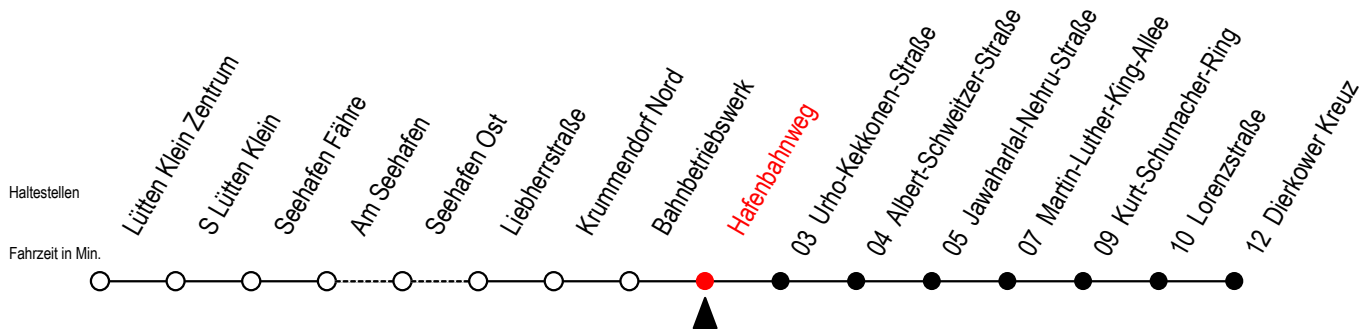 Haltestellen
Fahrzeit in Min.
Lütten Klein Zentrum
S Lütten Klein
Seehafen Fähre
Am Seehafen
Seehafen Ost
Liebherrstraße
Krummendorf Nord
Bahnbetriebswerk
Hafenbahnweg
03 Urho-Kekkonen-Straße
04 Albert-Schweitzer-Straße
05 Jawaharlal-Nehru-Straße
07 Martin-Luther-King-Allee
09 Kurt-Schumacher-Ring
10 Lorenzstraße
12 Dierkower Kreuz